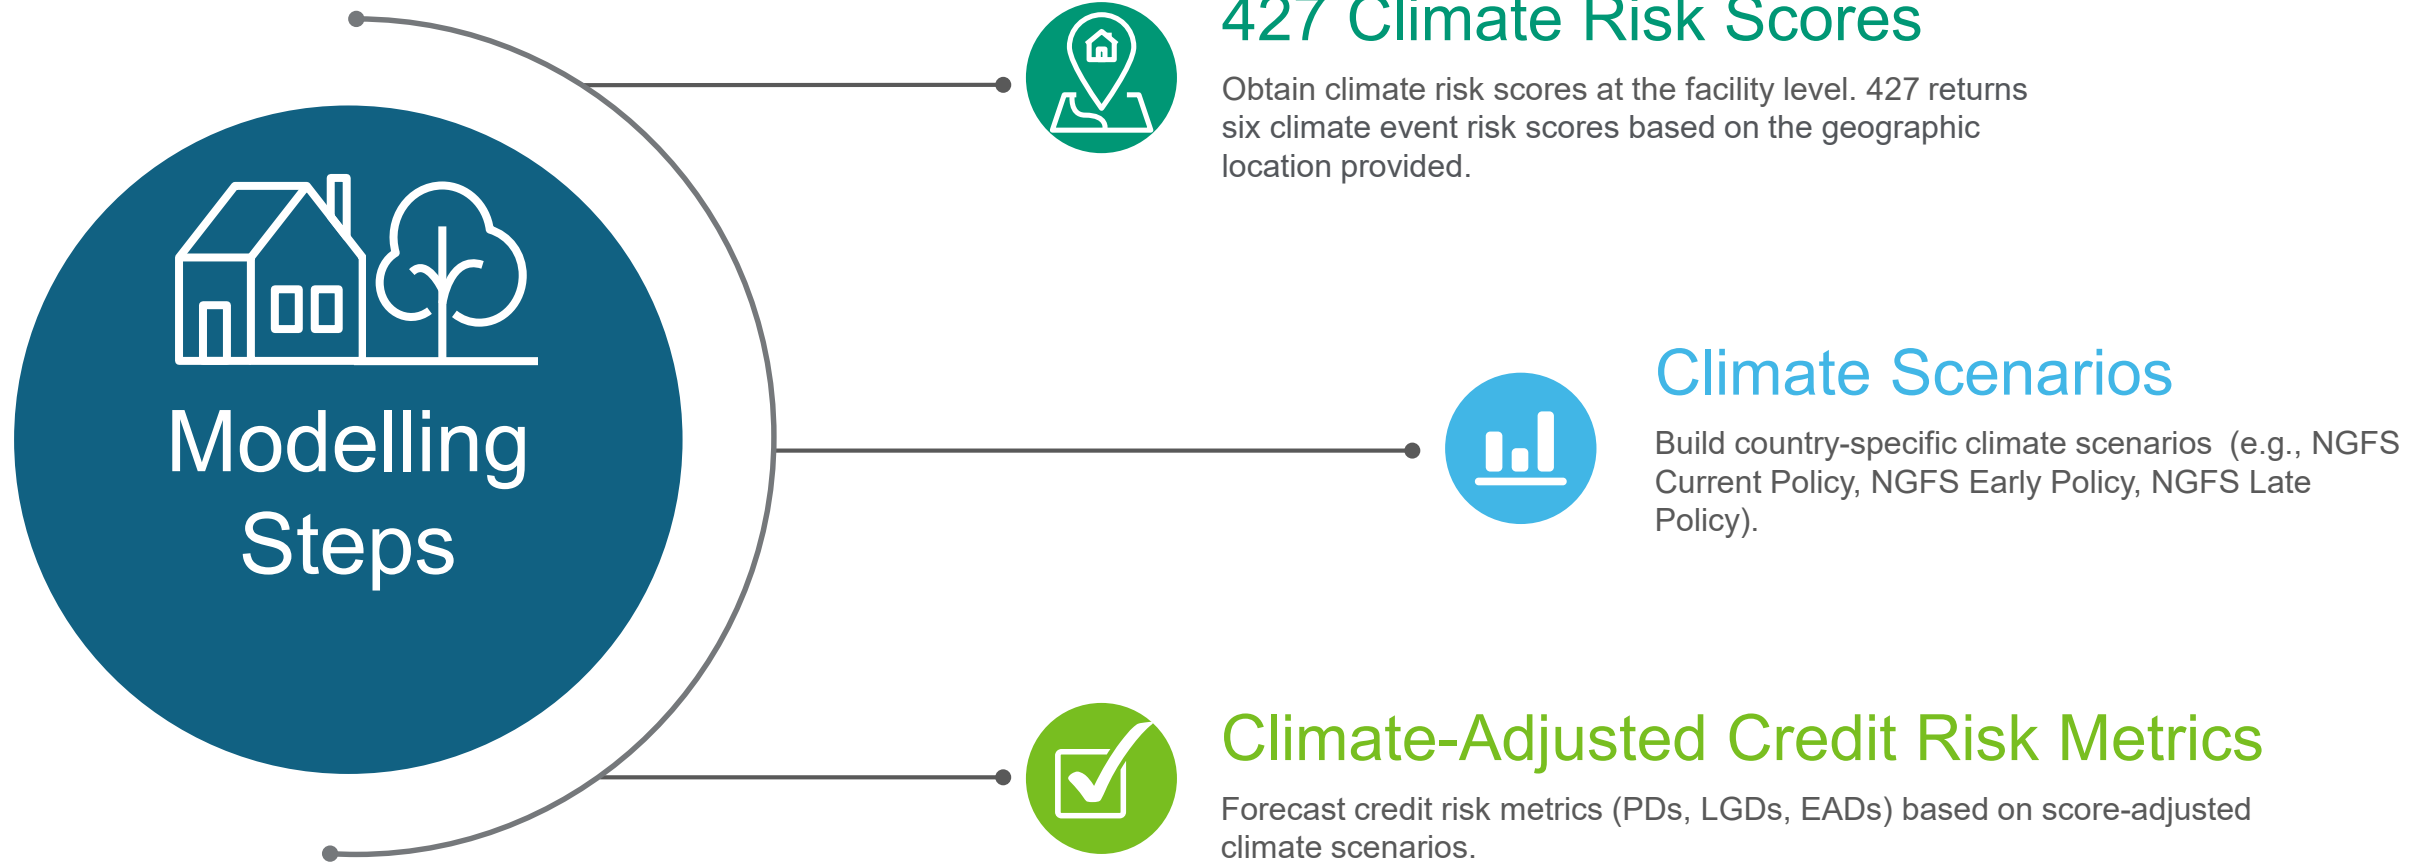 Modelling
Steps
427 Climate Risk Scores
Obtain climate risk scores at the facility level. 427 returns
six climate event risk scores based on the geographic
location provided.
Climate Scenarios
Build country-specific climate scenarios  (e.g., NGFS
Current Policy, NGFS Early Policy, NGFS Late
Policy).
Climate-Adjusted Credit Risk Metrics
Forecast credit risk metrics (PDs, LGDs, EADs) based on score-adjusted
climate scenarios.